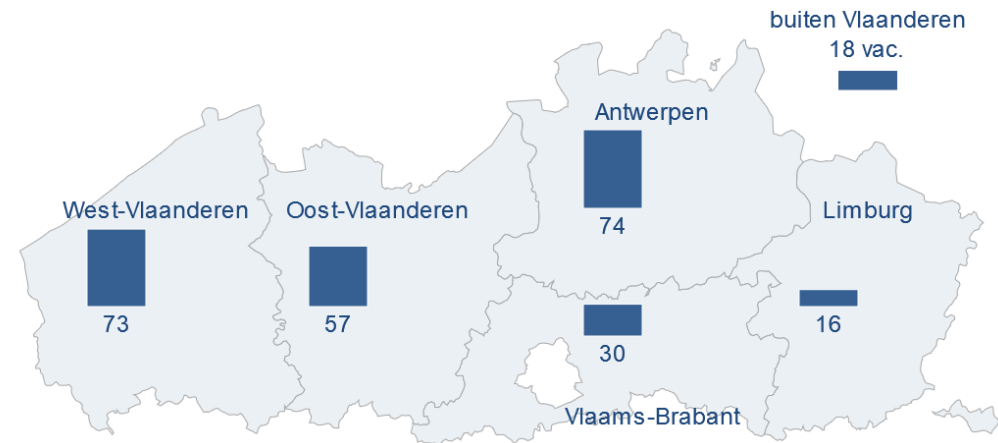 buiten Vlaanderen
18 vac.
Antwerpen
74
West-Vlaanderen
73
Oost-Vlaanderen
57
Limburg
16
30
Vlaams-Brabant